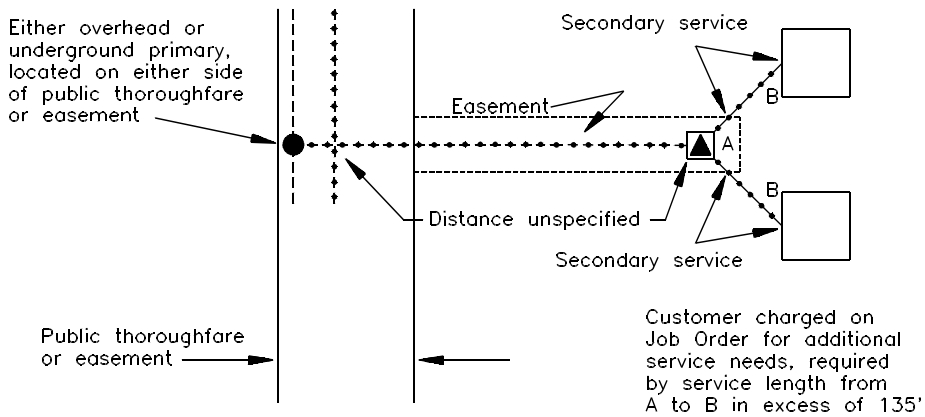 Either overhead or
underground primary,
located on either side
of public thoroughfare
or easement
Secondary service
Easement
B
A
B
Distance unspecified
Secondary service
Public thoroughfare
or easement
Customer charged on
Job Order for additional
service needs, required
by service length from
A to B in excess of 135'